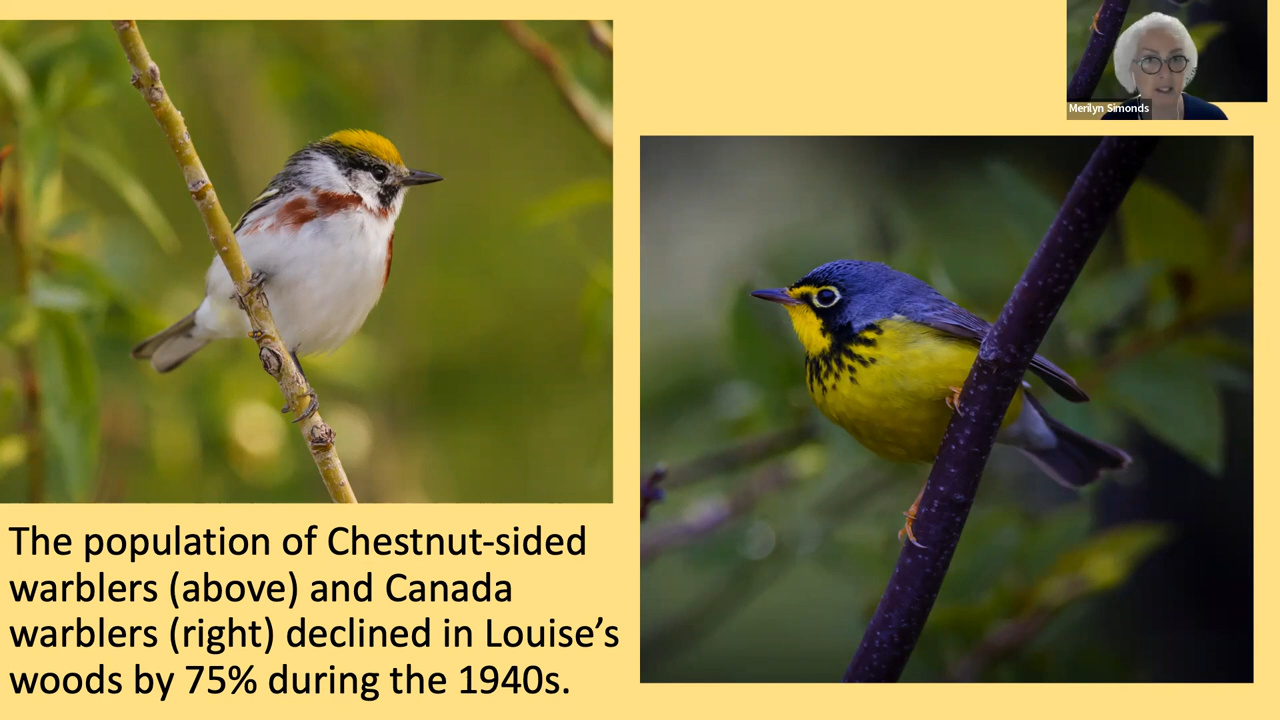 Merilyn Simonds
The population of Chestnut-sided
warblers (above) and Canada
warblers (right) declined in Louise’s
woods by 75% during the 1940s.